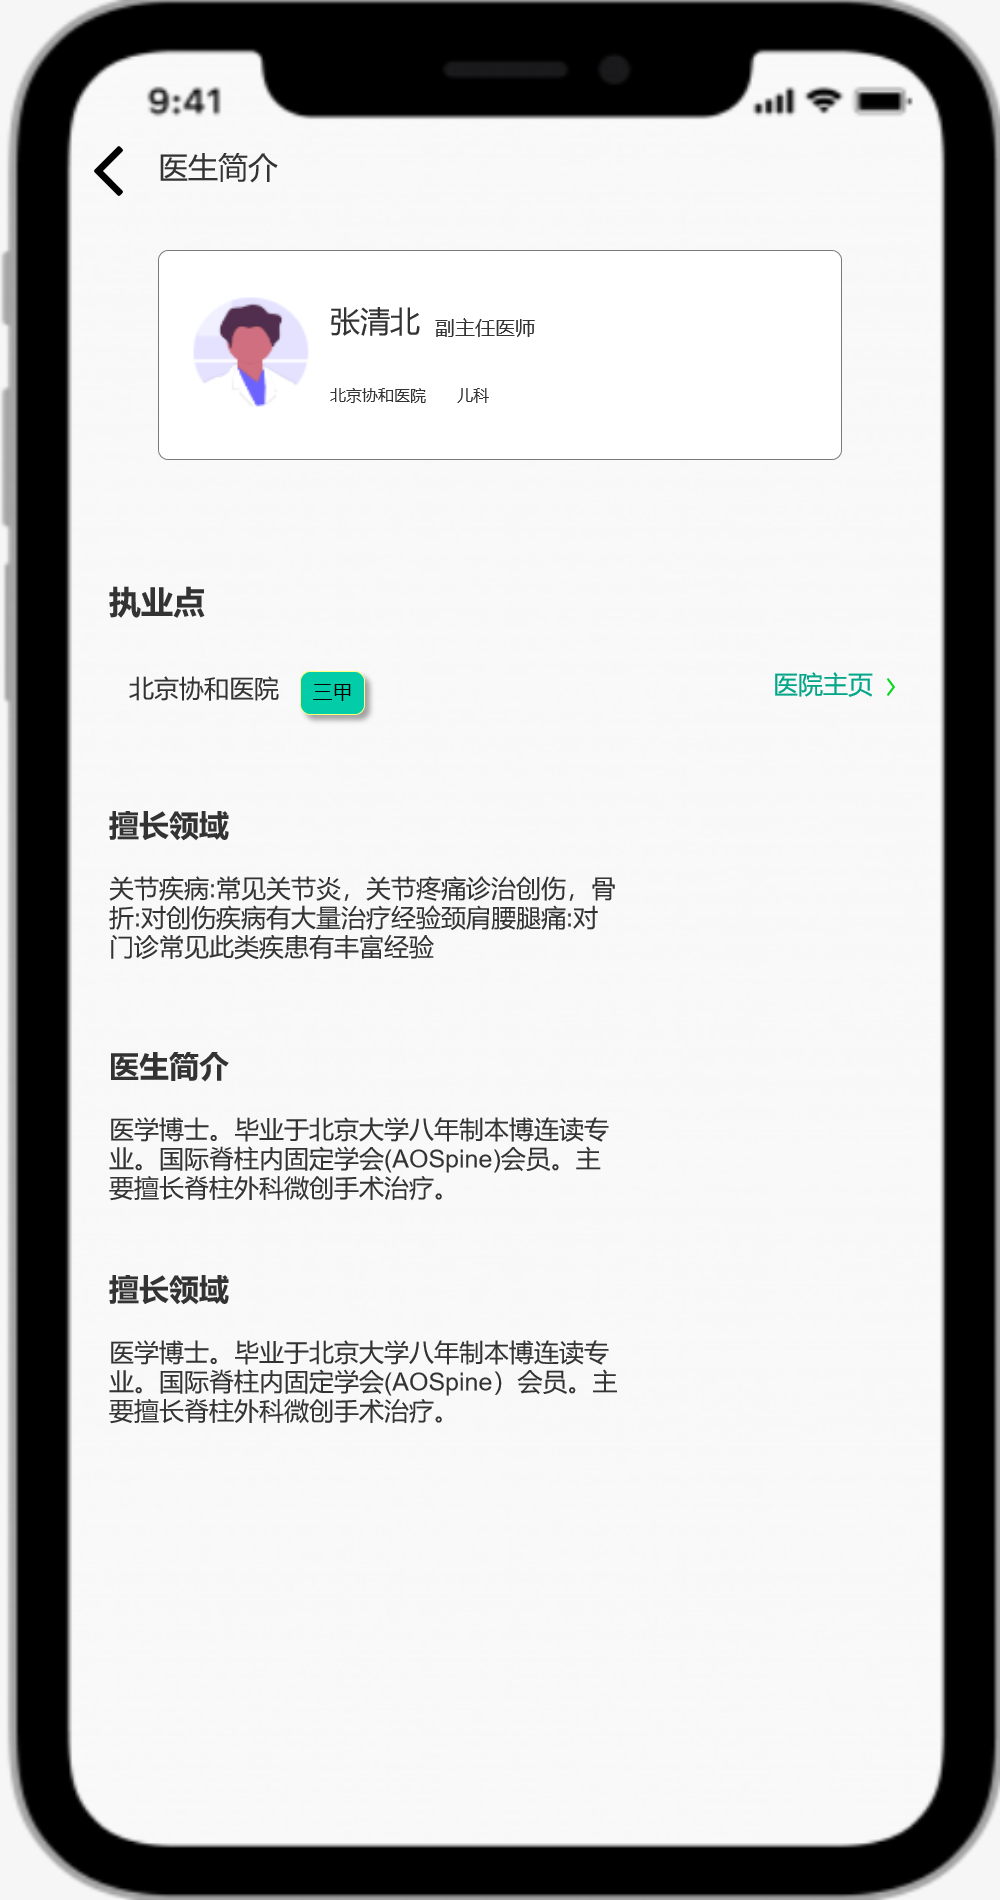 9:41
医生简介
张清北 副主任医师
北京协和医院 儿科
执业点
北京协和医院 三甲 医院主页
擅长领域
关节疾病:常见关节炎，关节疼痛诊治创伤，骨
折:对创伤疾病有大量治疗经验颈肩腰腿痛:对
门诊常见此类疾患有丰富经验
医生简介
医学博士。毕业于北京大学八年制本博连读专
业。国际脊柱内固定学会(AOSpine)会员。主
要擅长脊柱外科微创手术治疗。
擅长领域
医学博士。毕业于北京大学八年制本博连读专
业。国际脊柱内固定学会(AOSpine）会员。主
要擅长脊柱外科微创手术治疗。